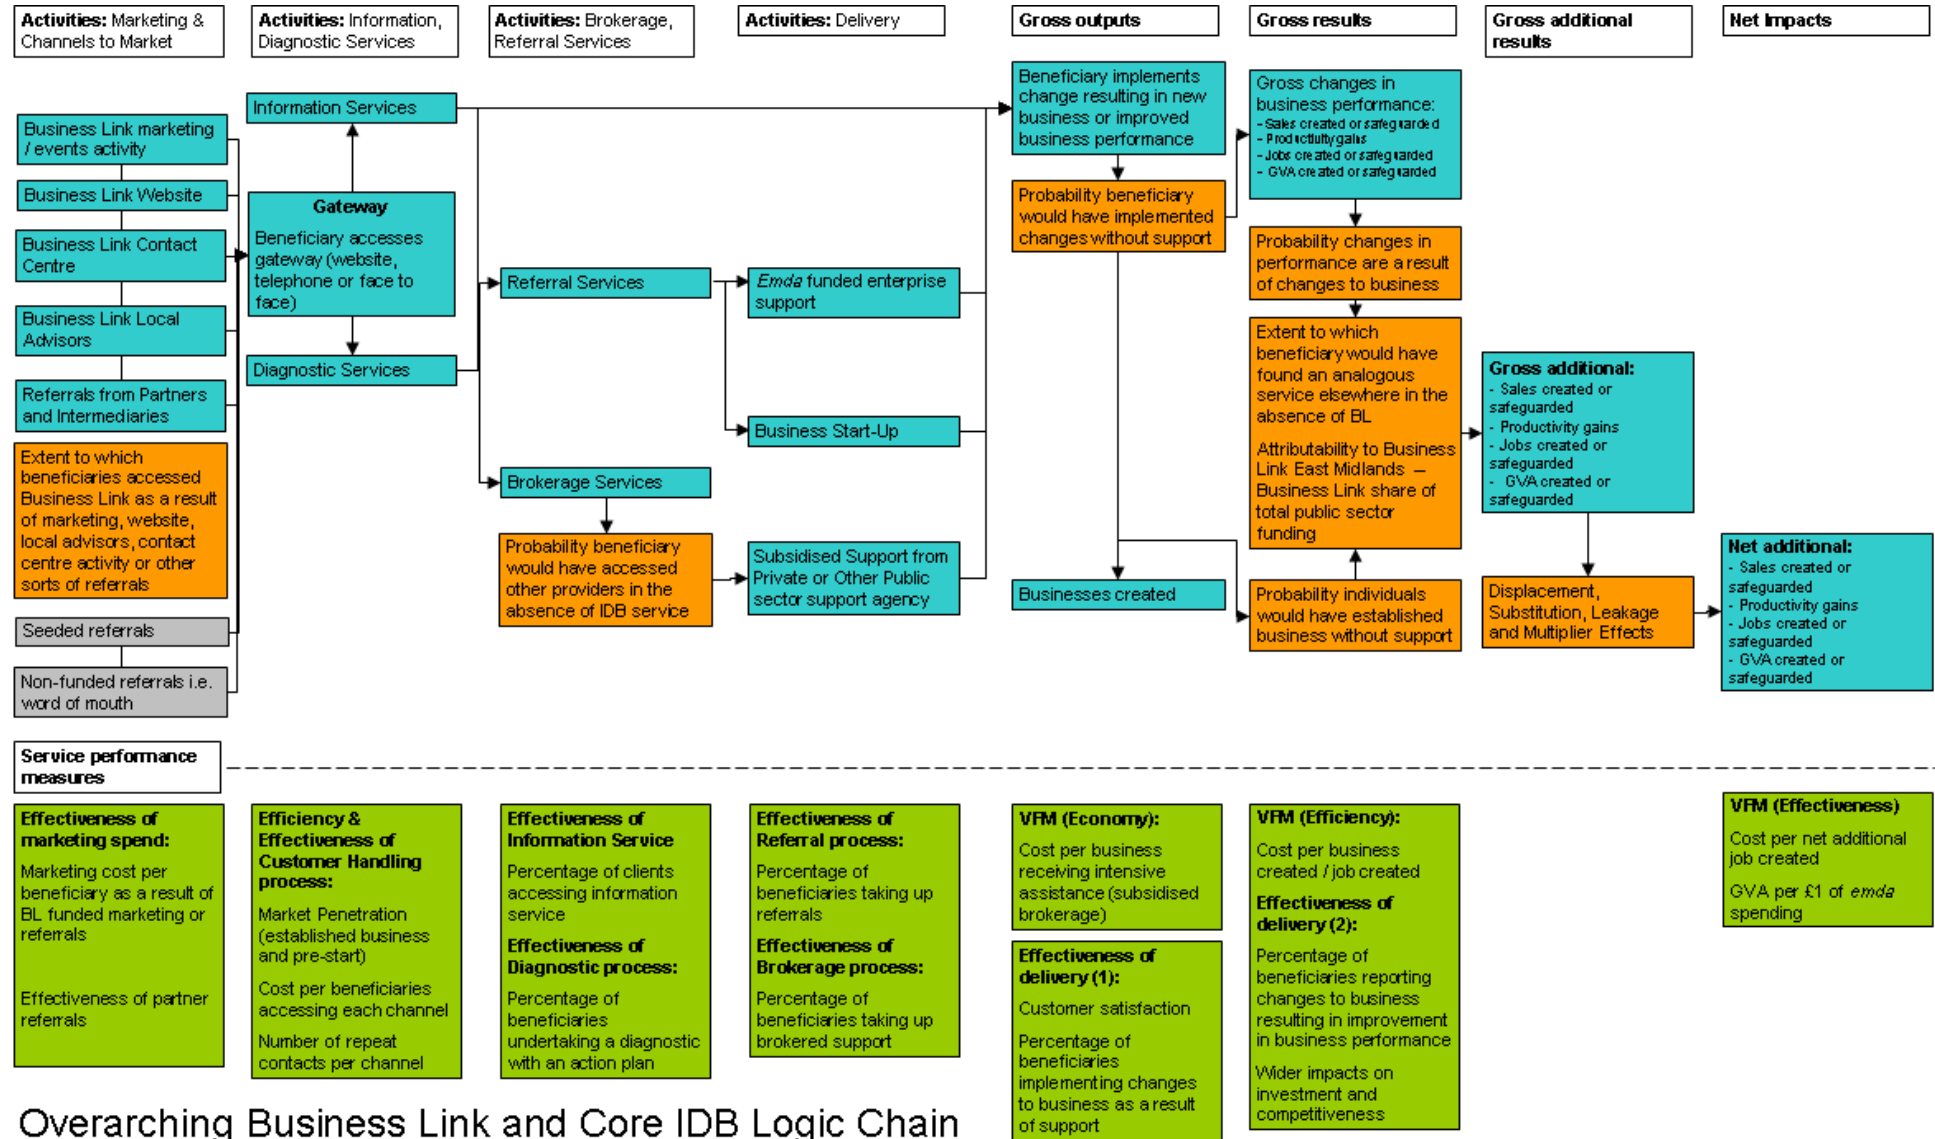 Activities: Marketing &
Channels to Market
Activities: Information,
Diagnostic Services
Activities: Brokerage,
Referral Services
Activities: Delivery
Gross outputs
Gross results
Gross additional
results
Net Impacts
Business Link marketing
/ events activity
Business Link Website
Business Link Contact
Centre
Business Link Local
Advisors
Referrals from Partners
and Intermediaries
Extent to which
beneficiaries accessed
Business Link as a result
of marketing, website,
local advisors, contact
centre activity or other
sorts of referrals
Seeded referrals
Non-funded referrals i.e.
word of mouth
Information Services
Gateway
Beneficiary accesses
gateway (website,
telephone or face to
face)
Diagnostic Services
Referral Services
Brokerage Services
Probability beneficiary
would have accessed
other providers in the
absence of IDB service
Emda funded enterprise
support
Business Start-Up
Subsidised Support from
Private or Other Public
sector support agency
Beneficiary implements
change resulting in new
business or improved
business performance
Probability beneficiary
would have implemented
changes without support
Businesses created
Gross changes in
business performance:
- Sales created or safeguarded
- Productivity gains
- Jobs created or safeguarded
- GVA created or safeguarded
Probability changes in
performance are a result
of changes to business
Extent to which
beneficiary would have
found an analogous
service elsewhere in the
absence of BL
Attributability to Business
Link East Midlands –
Business Link share of
total public sector
funding
Probability individuals
would have established
business without support
Gross additional:
- Sales created or
safeguarded
- Productivity gains
- Jobs created or
safeguarded
- GVA created or
safeguarded
Displacement,
Substitution, Leakage
and Multiplier Effects
Net additional:
- Sales created or
safeguarded
- Productivity gains
- Jobs created or
safeguarded
- GVA created or
safeguarded
Service performance
measures
Effectiveness of
marketing spend:
Marketing cost per
beneficiary as a result of
BL funded marketing or
referrals
Effectiveness of partner
referrals
Efficiency &
Effectiveness of
Customer Handling
process:
Market Penetration
(established business
and pre-start)
Cost per beneficiaries
accessing each channel
Number of repeat
contacts per channel
Effectiveness of
Information Service
Percentage of clients
accessing information
service
Effectiveness of
Diagnostic process:
Percentage of
beneficiaries
undertaking a diagnostic
with an action plan
Effectiveness of
Referral process:
Percentage of
beneficiaries taking up
referrals
Effectiveness of
Brokerage process:
Percentage of
beneficiaries taking up
brokered support
VFM (Economy):
Cost per business
receiving intensive
assistance (subsidised
brokerage)
Effectiveness of
delivery (1):
Customer satisfaction
Percentage of
beneficiaries
implementing changes
to business as a result
of support
VFM (Efficiency):
Cost per business
created / job created
Effectiveness of
delivery (2):
Percentage of
beneficiaries reporting
changes to business
resulting in improvement
in business performance
Wider impacts on
investment and
competitiveness
VFM (Effectiveness)
Cost per net additional
job created
GVA per £1 of emda
spending
Overarching Business Link and Core IDB Logic Chain